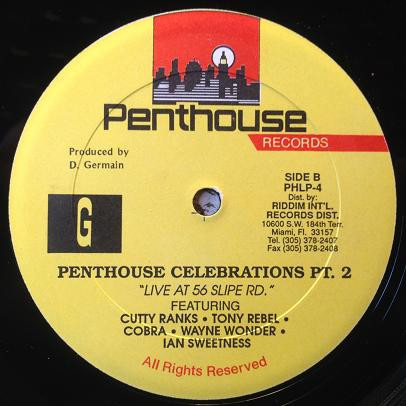 Penthouse
RECORDS
Produced by
D. Germain
SIDE B
PHLP-4
Dist. by:
RIDDIM INT'L.
RECORDS DIST.
10600 S.W. 184th Terr.
Miami, Fl. 33157
Tel. (305) 378-2407
Fax (305) 378-2408
G
PENTHOUSE CELEBRATIONS PT. 2
"LIVE AT 56 SLIPE RD."
FEATURING
CUTTY RANKS • TONY REBEL •
COBRA • WAYNE WONDER •
IAN SWEETNESS
All Rights Reserved